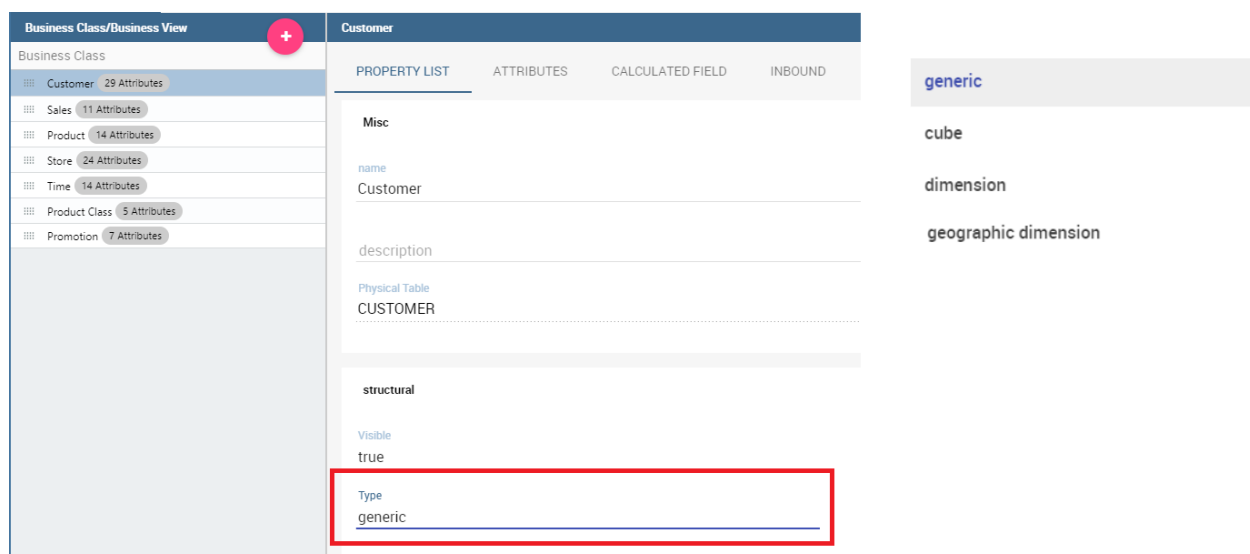 Business Class/Business View
+
Business Class
Customer 29 Attributes
Sales 11 Attributes
Product 14 Attributes
Store 24 Attributes
Time 14 Attributes
Product Class 5 Attributes
Promotion 7 Attributes
Customer
PROPERTY LIST ATTRIBUTES CALCULATED FIELD INBOUND
Misc
name
Customer
description
Physical Table
CUSTOMER
structural
Visible
true
Type
generic
generic
cube
dimension
geographic dimension